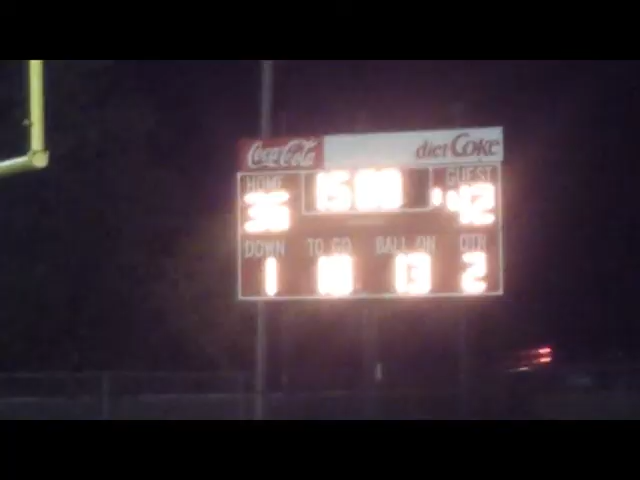 Coca-Cola diet Coke
HOME 15 00 GUEST
36 42
DOWN TO GO BALL ON QTR
1 10 13 2